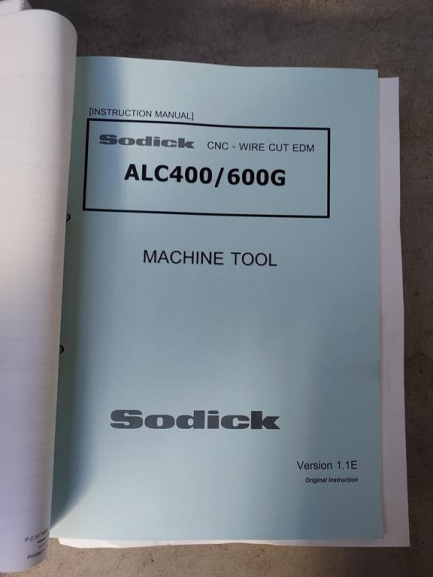 [INSTRUCTION MANUAL]
Sodick CNC - WIRE CUT EDM
ALC400/600G
MACHINE TOOL
Sodick
Version 1.1E
Original Instruction